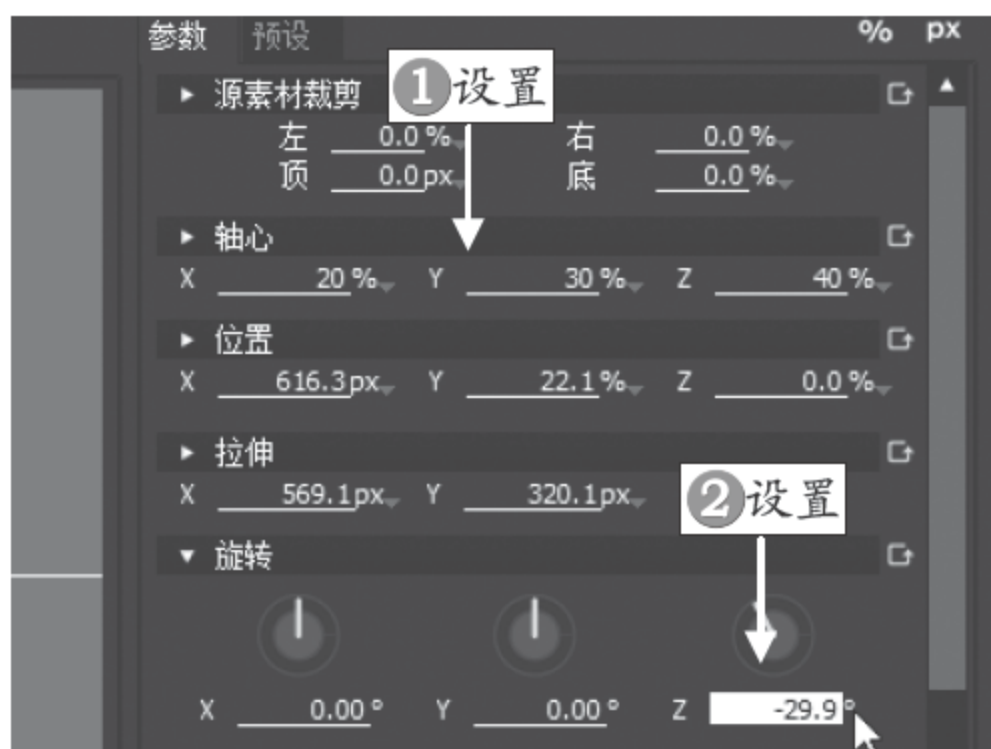 参数 预设 % px
源素材裁剪 1设置
左 0.0% 右 0.0%
顶 0.0px 底 0.0%
轴心
X 20% Y 30% Z 40%
位置
X 616.3px Y 22.1% Z 0.0%
拉伸
X 569.1px Y 320.1px 2设置
旋转
X 0.00° Y 0.00° Z -29.9°